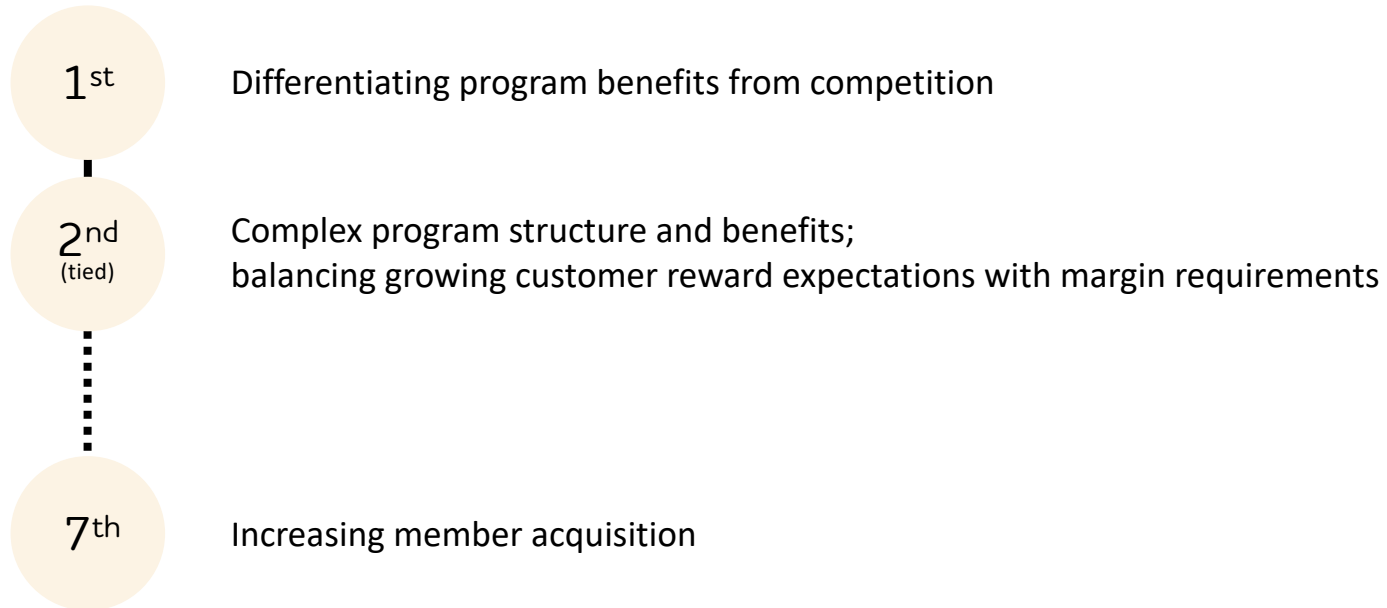 1st
Differentiating program benefits from competition
2nd
(tied)
Complex program structure and benefits;
balancing growing customer reward expectations with margin requirements
7th
Increasing member acquisition